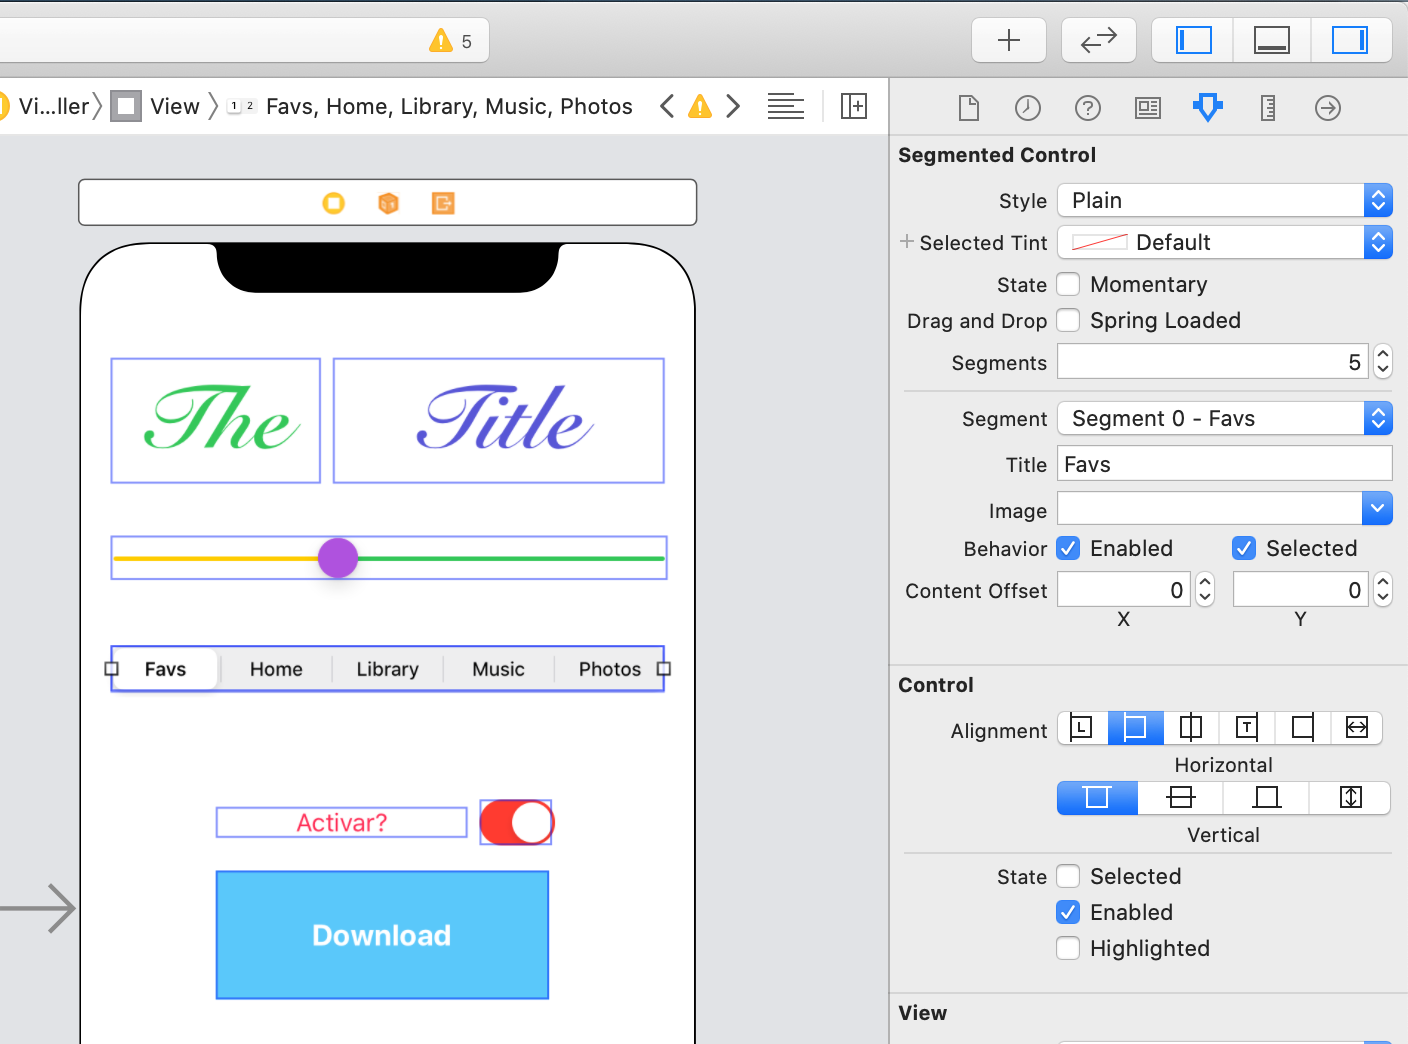 5
Vi...ller View 1 2 Favs, Home, Library, Music, Photos
The Title
Favs Home Library Music Photos
Activar?
Download
Segmented Control
Style Plain
+ Selected Tint Default
State Momentary
Drag and Drop Spring Loaded
Segments 5
Segment Segment 0 - Favs
Title Favs
Image
Behavior Enabled Selected
Content Offset 0 0
X Y
Control
Alignment L T
Horizontal
Vertical
State Selected
Enabled
Highlighted
View